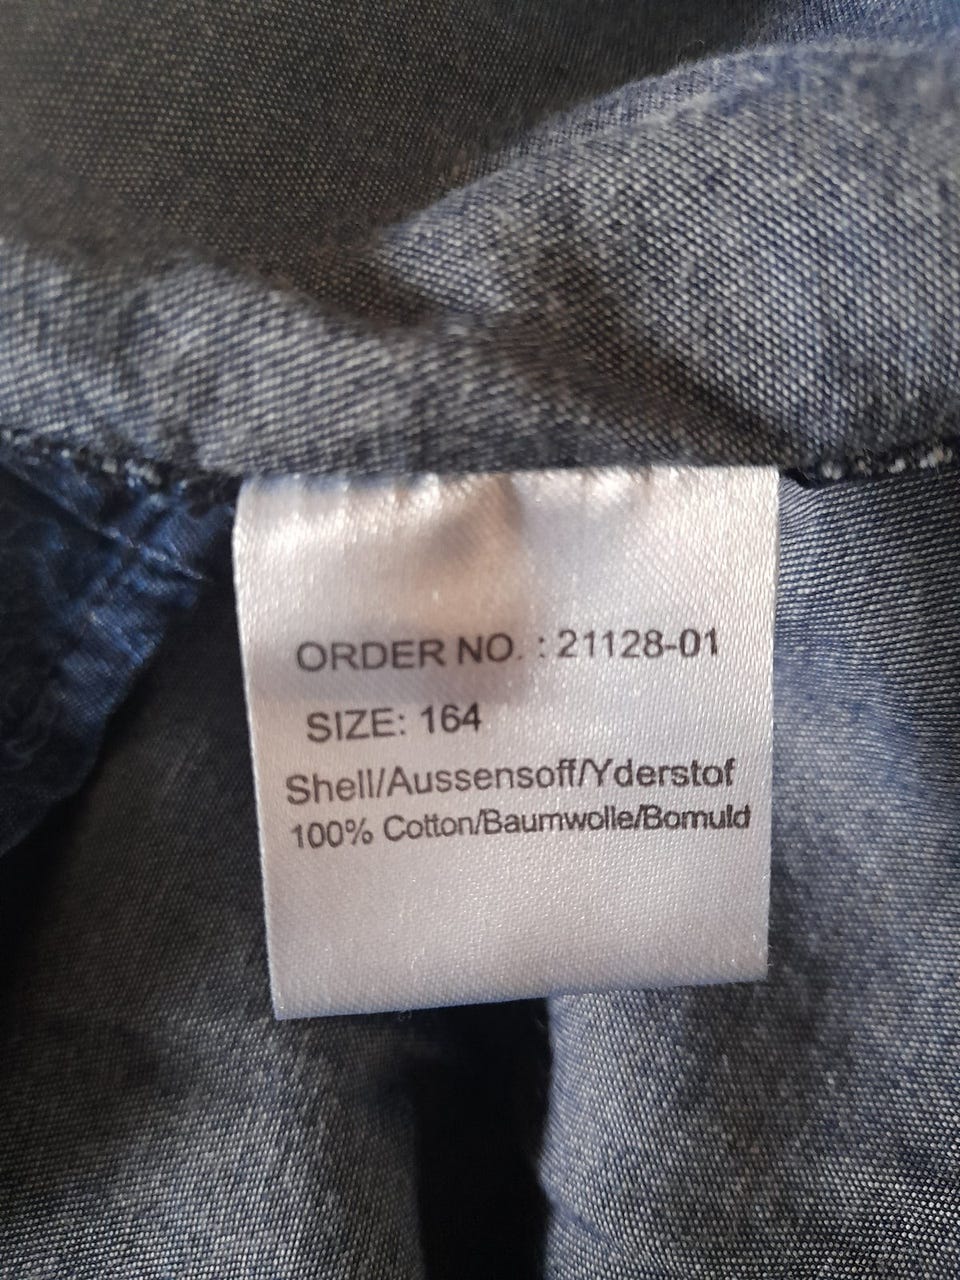 ORDER NO. : 21128-01
SIZE: 164
Shell/Aussensoff/Yderstof
100% Cotton/Baumwolle/Bomuld